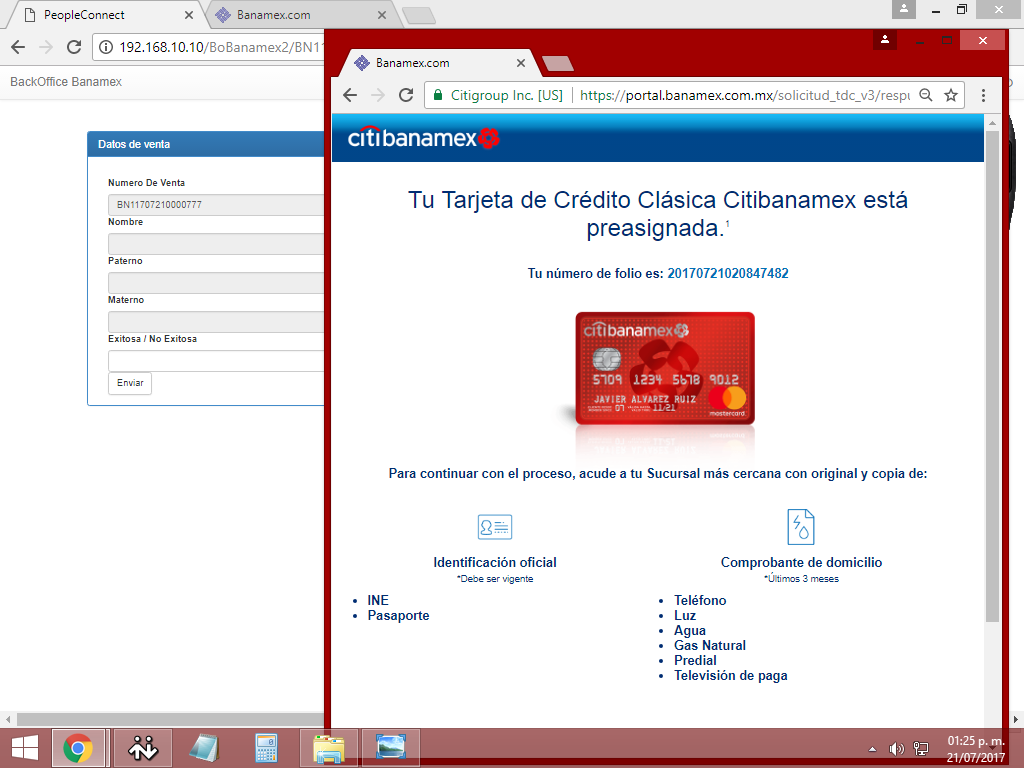 PeopleConnect
Banamex.com
192.168.10.10/BoBanamex2/BN11
BackOffice Banamex
Datos de venta
Numero De Venta
BN11707210000777
Nombre
Paterno
Materno
Exitosa / No Exitosa
Enviar
Banamex.com
Citigroup Inc. [US] https://portal.banamex.com.mx/solicitud_tdc_v3/respu
citibanamex
Tu Tarjeta de Crédito Clásica Citibanamex está
preasignada.¹
Tu número de folio es: 20170721020847482
citibanamex
5709 1234 5678 9012
07 11/21
JAVIER ALVAREZ RUIZ
mastercard
Para continuar con el proceso, acude a tu Sucursal más cercana con original y copia de:
Identificación oficial
*Debe ser vigente
INE
Pasaporte
Comprobante de domicilio
*Últimos 3 meses
Teléfono
Luz
Agua
Gas Natural
Predial
Televisión de paga
01:25 p. m.
21/07/2017